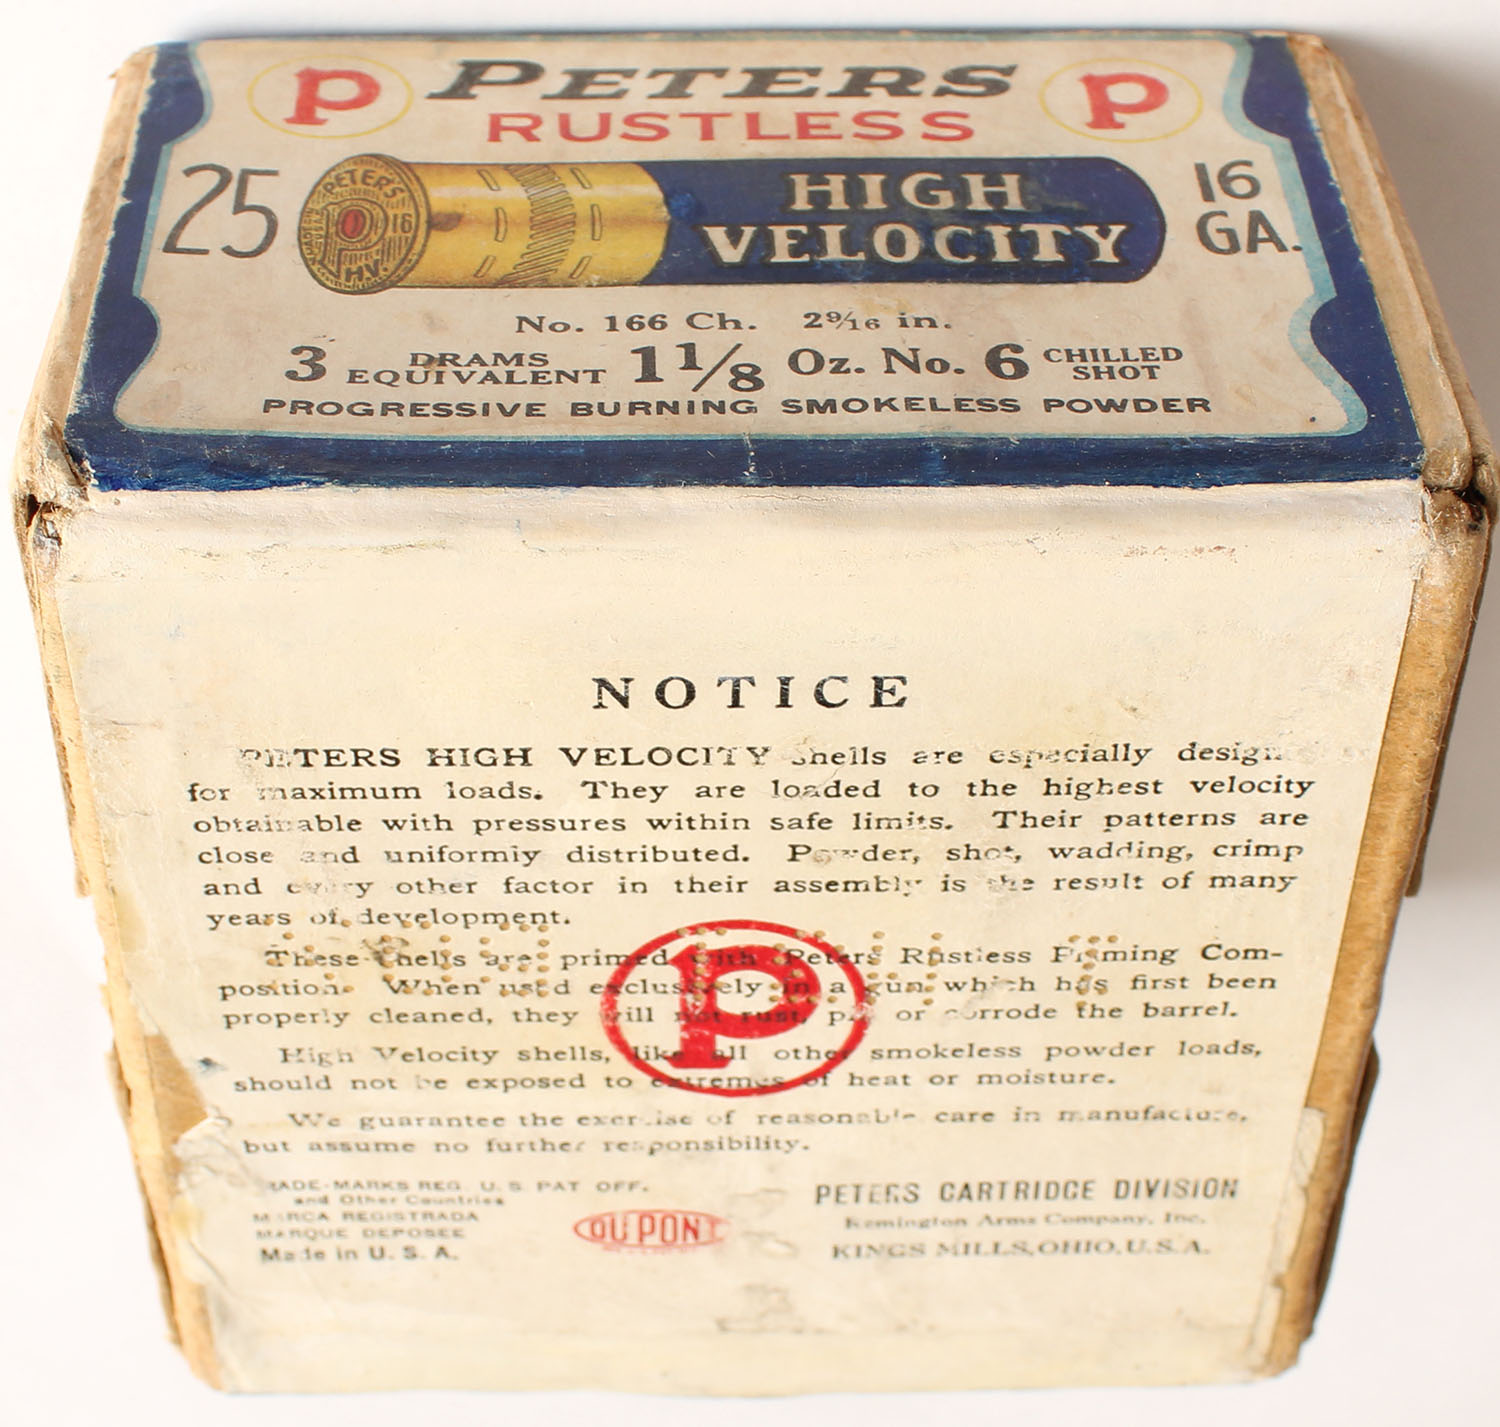 P PETERS P
RUSTLESS
25
PETERS
16
HV
HIGH
VELOCITY
16
GA.
No. 166 Ch. 2 9/16 in.
3 DRAMS EQUIVALENT 1 1/8 Oz. No. 6 CHILLED SHOT
PROGRESSIVE BURNING SMOKELESS POWDER
NOTICE
PETERS HIGH VELOCITY shells are especially
for maximum loads. They are loaded to the highest velocity
obtainable with pressures within safe limits. Their patterns are
close and uniformly distributed. Powder, shot, wadding, crimp
and every other factor in their assembly is the result of many
years of development.
These shells are primed with Peters Rustless Priming Com-
position. When used exclusively in a gun which has first been
properly cleaned, they will not rust, pit or corrode the barrel.
High Velocity shells, like all other smokeless powder loads,
should not be exposed to extremes of heat or moisture.
We guarantee the exercise of reasonable care in manufacture,
but assume no further responsibility.
P
TRADE-MARKS REG. U. S. PAT. OFF.
and Other Countries
MARCA REGISTRADA
MARQUE DEPOSEE
Made in U. S. A.
DU PONT
PETERS CARTRIDGE DIVISION
Remington Arms Company, Inc.
KINGS MILLS, OHIO, U.S.A.